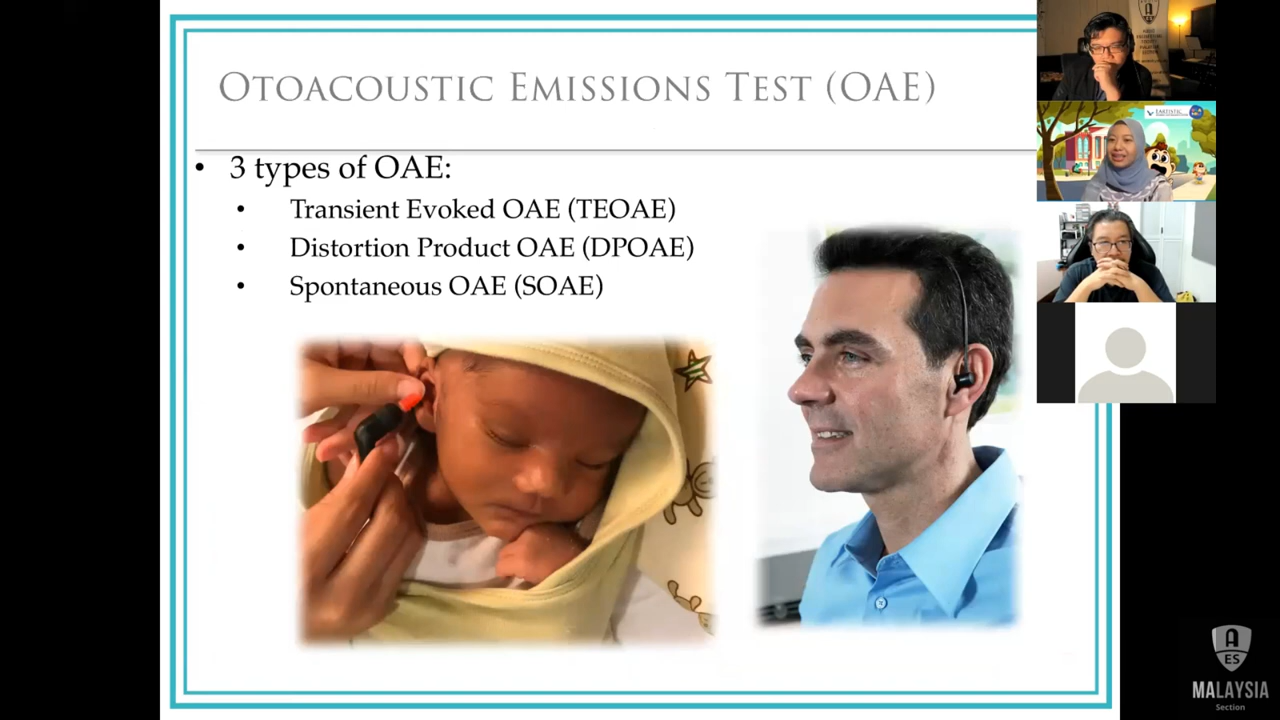 OTOACOUSTIC EMISSIONS TEST (OAE)
• 3 types of OAE:
• Transient Evoked OAE (TEOAE)
• Distortion Product OAE (DPOAE)
• Spontaneous OAE (SOAE)
A
ES
MALAYSIA
Section